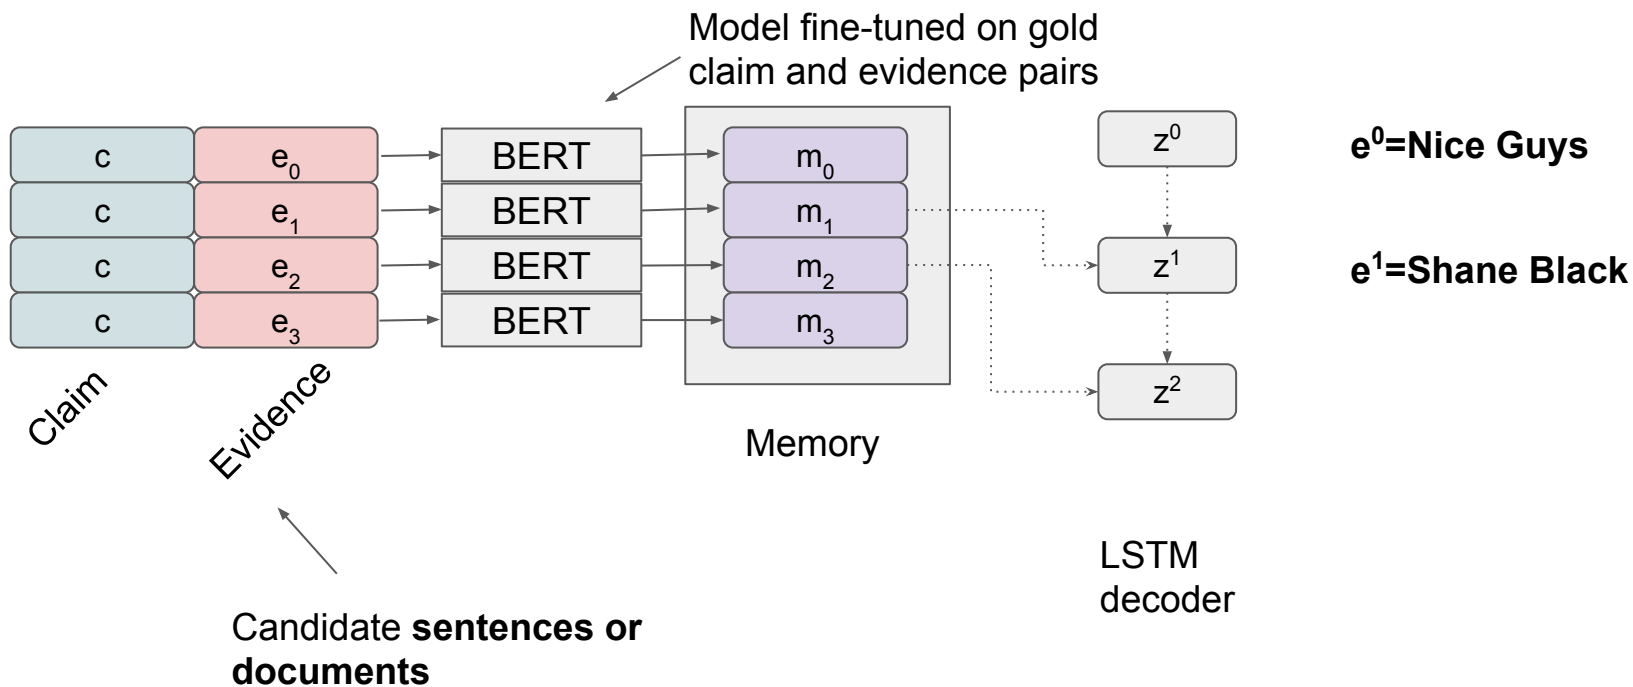 Model fine-tuned on gold
claim and evidence pairs
c e₀ BERT m₀ z⁰ e⁰=Nice Guys
c e₁ BERT m₁
c e₂ BERT m₂ z¹ e¹=Shane Black
c e₃ BERT m₃
z²
Claim
Evidence
Memory
LSTM
decoder
Candidate sentences or
documents